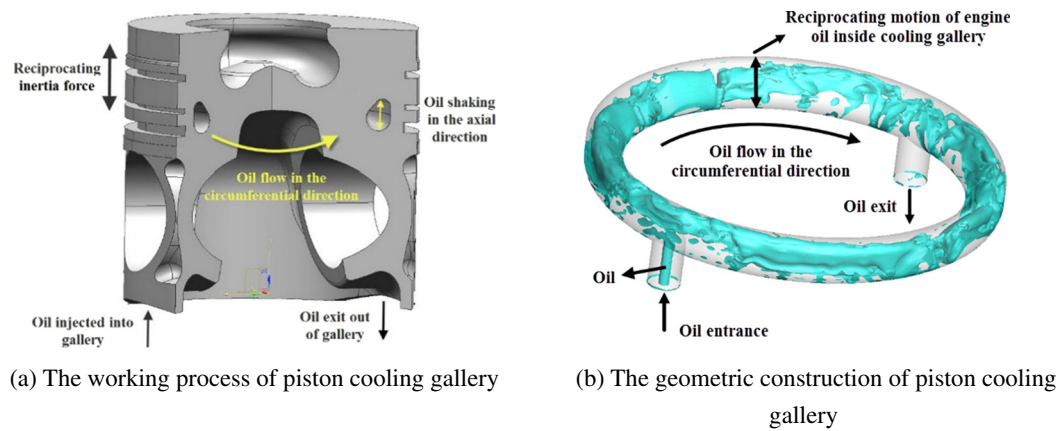 Reciprocating
inertia force
Oil shaking
in the axial
direction
Oil flow in the
circumferential direction
Oil injected into
gallery
Oil exit out
of gallery
(a) The working process of piston cooling gallery
Reciprocating motion of engine
oil inside cooling gallery
Oil flow in the
circumferential direction
Oil exit
Oil
Oil entrance
(b) The geometric construction of piston cooling
gallery